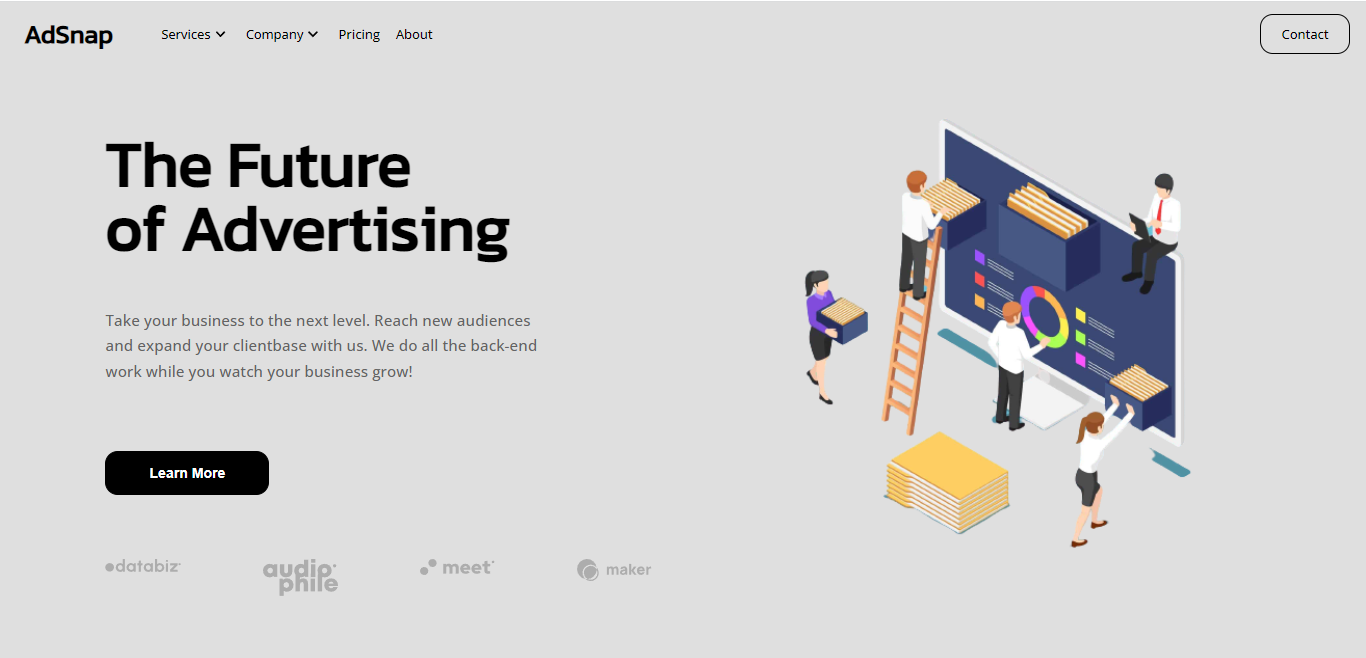 AdSnap
Services
Company
Pricing
About
Contact
The Future
of Advertising
Take your business to the next level. Reach new audiences
and expand your clientbase with us. We do all the back-end
work while you watch your business grow!
Learn More
databiz
audio
phile
meet
maker